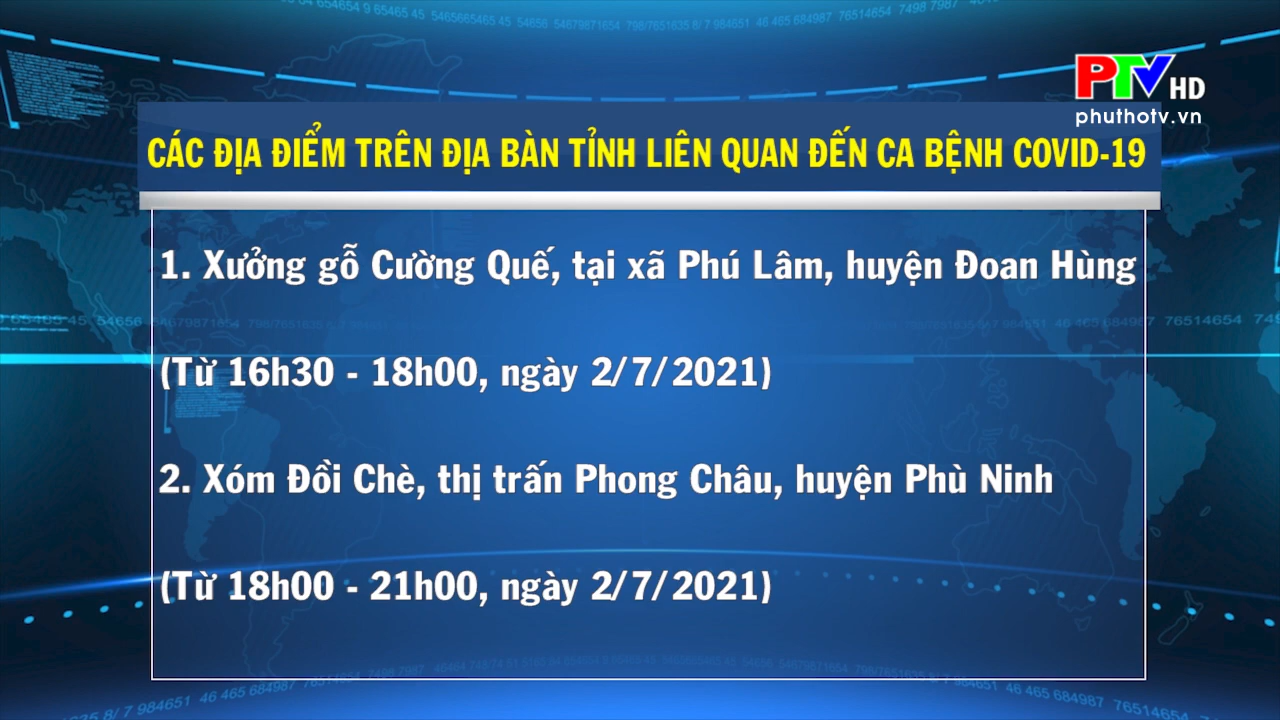 PTV HD
phuthotv.vn
CÁC ĐỊA ĐIỂM TRÊN ĐỊA BÀN TỈNH LIÊN QUAN ĐẾN CA BỆNH COVID-19
1. Xưởng gỗ Cường Quế, tại xã Phú Lâm, huyện Đoan Hùng
(Từ 16h30 - 18h00, ngày 2/7/2021)
2. Xóm Đồi Chè, thị trấn Phong Châu, huyện Phù Ninh
(Từ 18h00 - 21h00, ngày 2/7/2021)